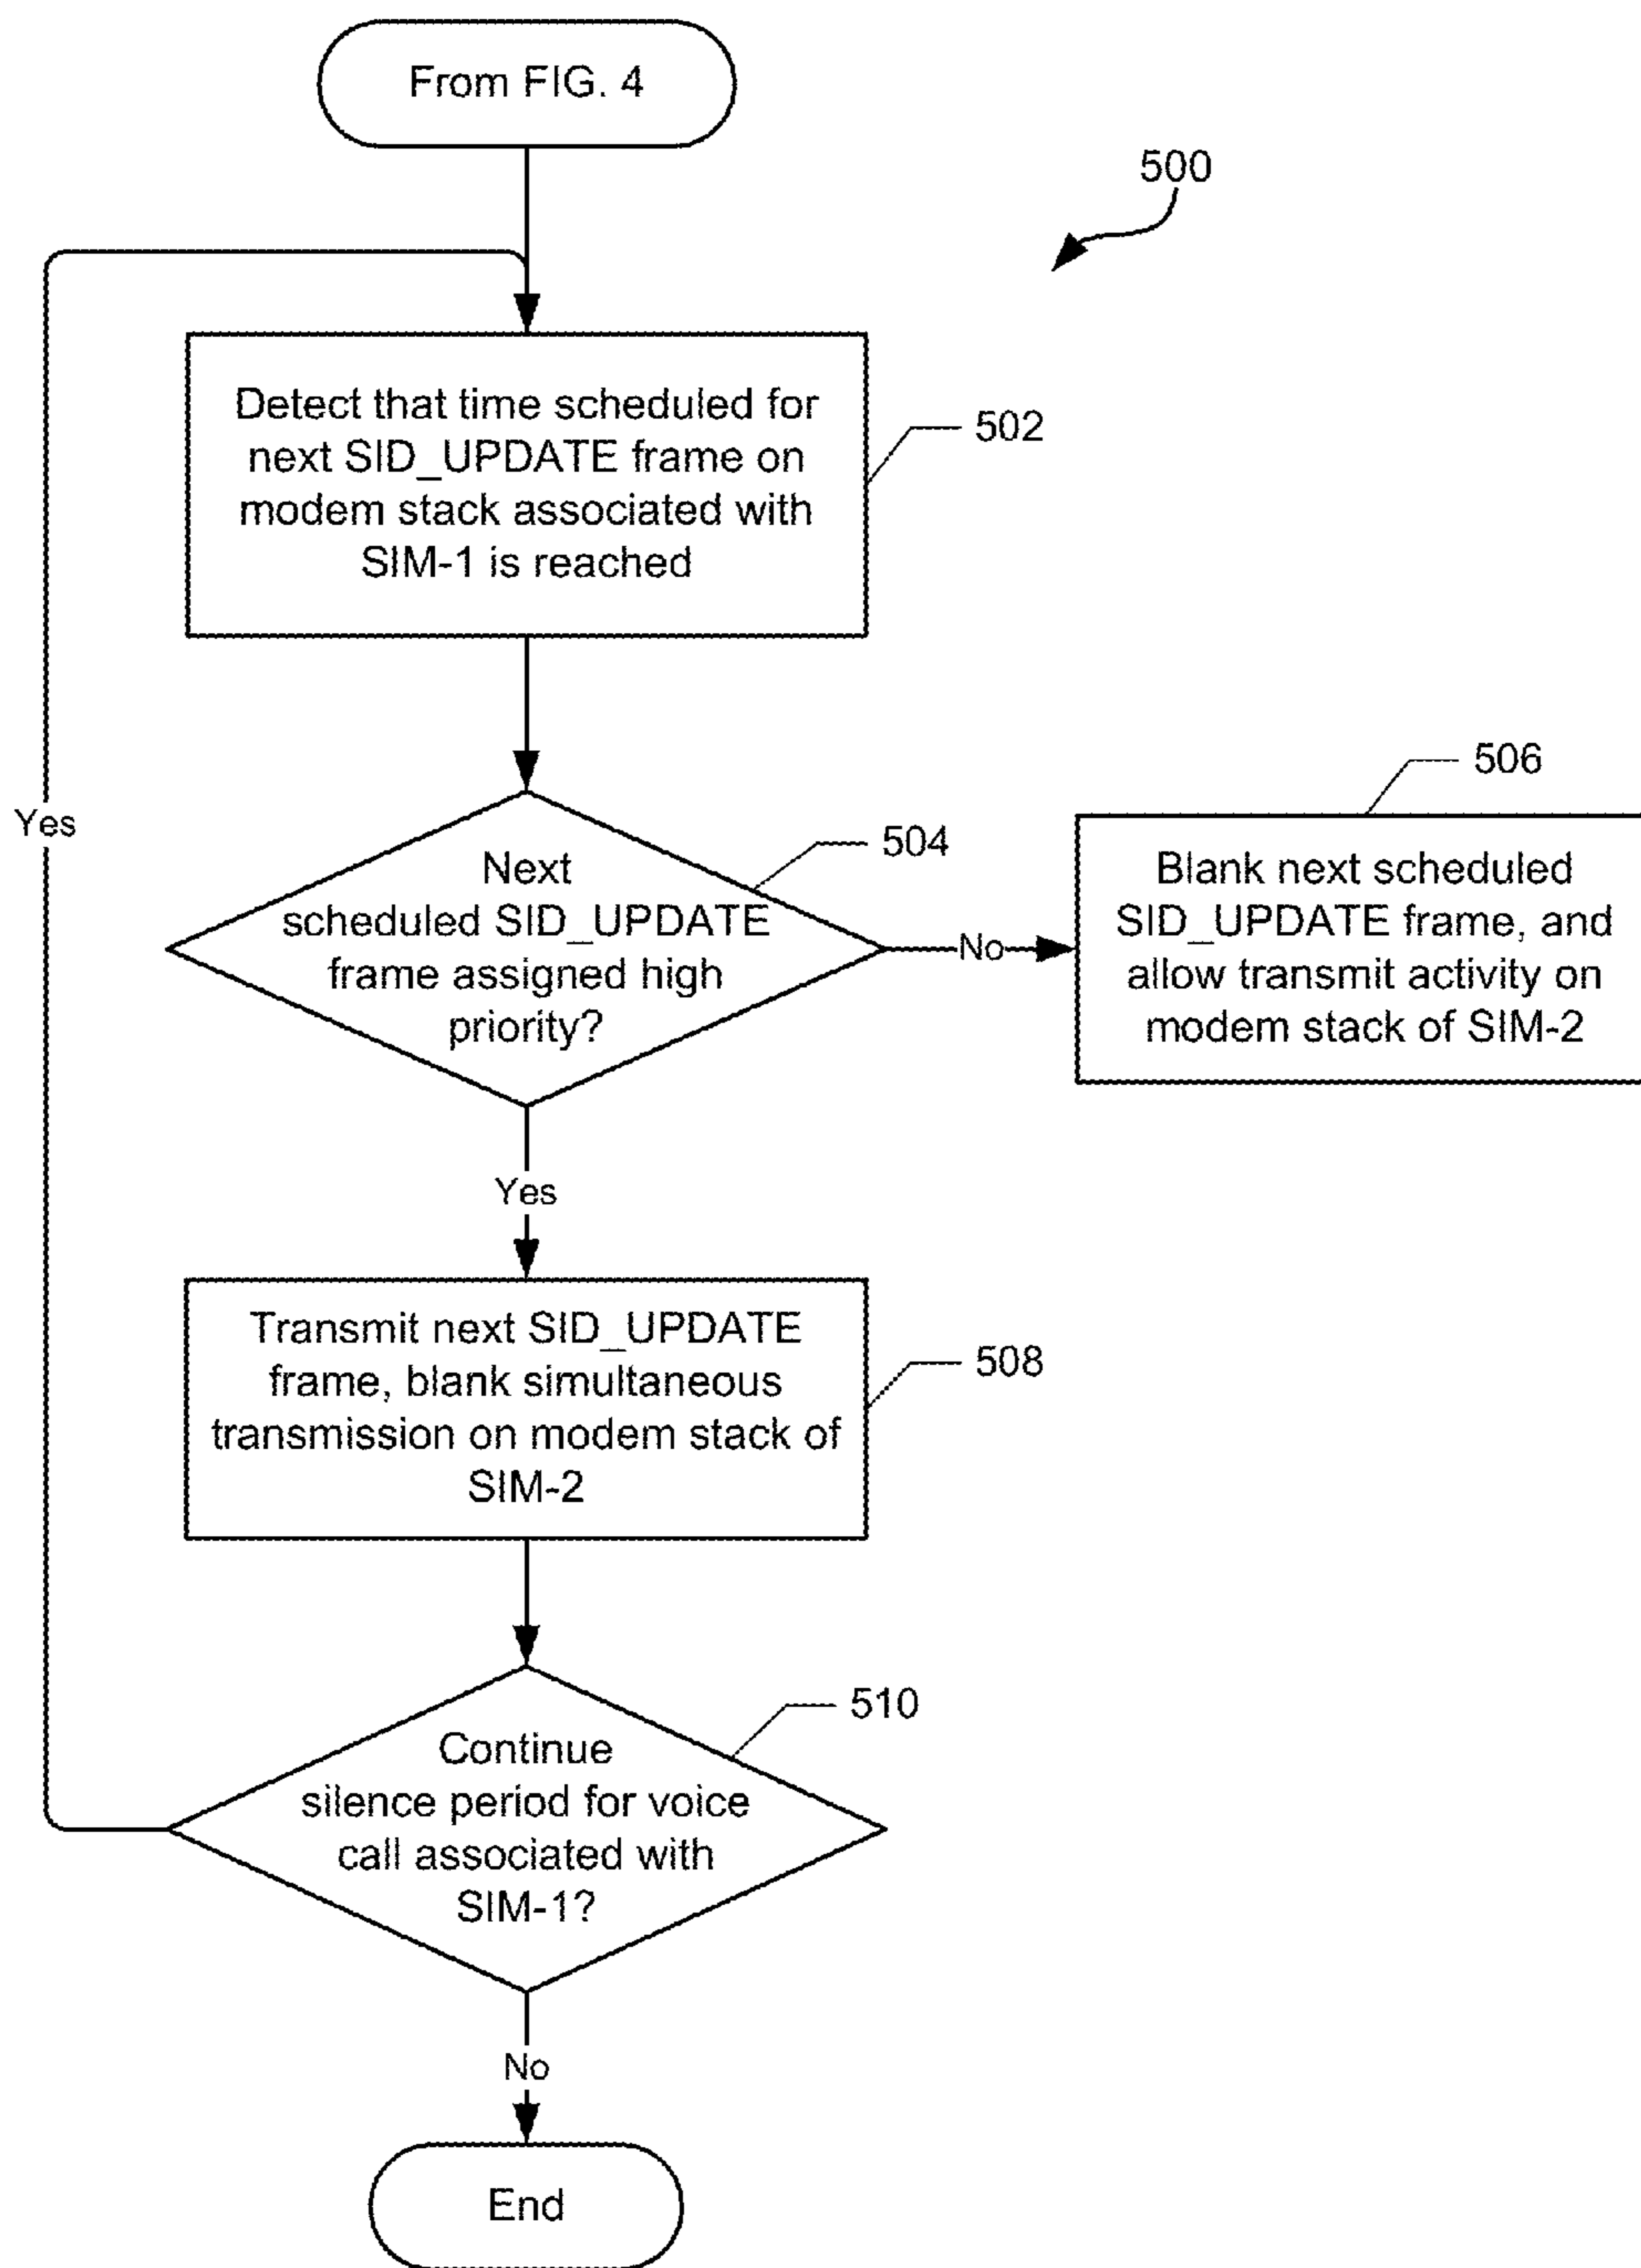 From FIG. 4
500
Detect that time scheduled for
next SID_UPDATE frame on
modem stack associated with
SIM-1 is reached
502
Yes
Next
scheduled SID_UPDATE
frame assigned high
priority?
504
No
506
Blank next scheduled
SID_UPDATE frame, and
allow transmit activity on
modem stack of SIM-2
Yes
Transmit next SID_UPDATE
frame, blank simultaneous
transmission on modem stack of
SIM-2
508
Continue
silence period for voice
call associated with
SIM-1?
510
No
End